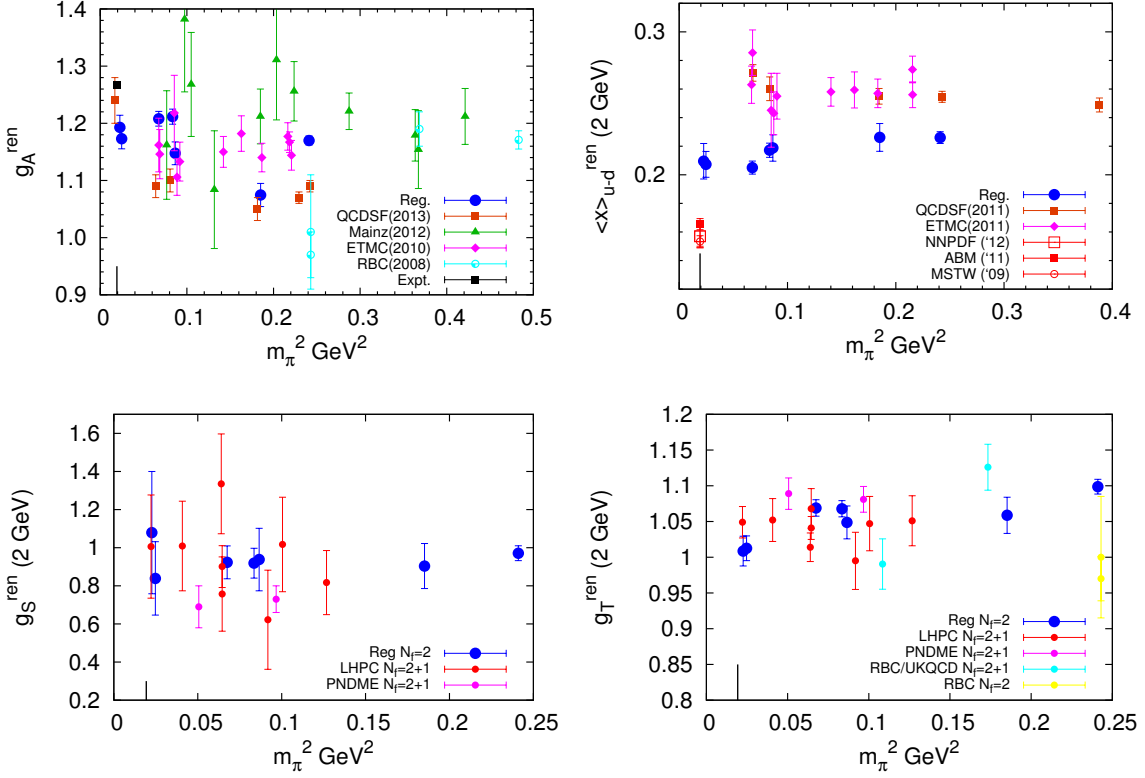 1.4
1.3
1.2
1.1
1.0
0.9
0 0.1 0.2 0.3 0.4 0.5
g_A^ren
m_π^2 GeV^2
Reg.
QCDSF(2013)
Mainz(2012)
ETMC(2010)
RBC(2008)
Expt.
0.3
0.2
0 0.1 0.2 0.3 0.4
<x>_u-d^ren (2 GeV)
m_π^2 GeV^2
Reg.
QCDSF(2011)
ETMC(2011)
NNPDF ('12)
ABM ('11)
MSTW ('09)
1.6
1.4
1.2
1
0.8
0.6
0.4
0.2
0 0.05 0.1 0.15 0.2 0.25
g_S^ren (2 GeV)
m_π^2 GeV^2
Reg N_f=2
LHPC N_f=2+1
PNDME N_f=2+1
1.2
1.15
1.1
1.05
1
0.95
0.9
0.85
0.8
0 0.05 0.1 0.15 0.2 0.25
g_T^ren (2 GeV)
m_π^2 GeV^2
Reg N_f=2
LHPC N_f=2+1
PNDME N_f=2+1
RBC/UKQCD N_f=2+1
RBC N_f=2